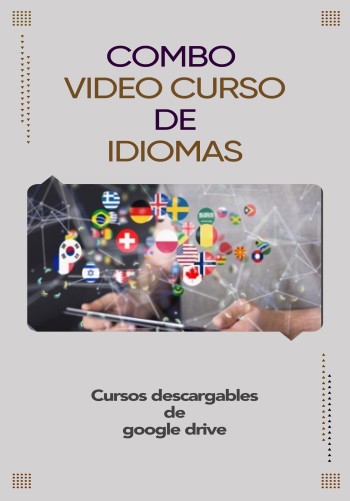 COMBO
VIDEO CURSO
DE
IDIOMAS
Cursos descargables
de
google drive